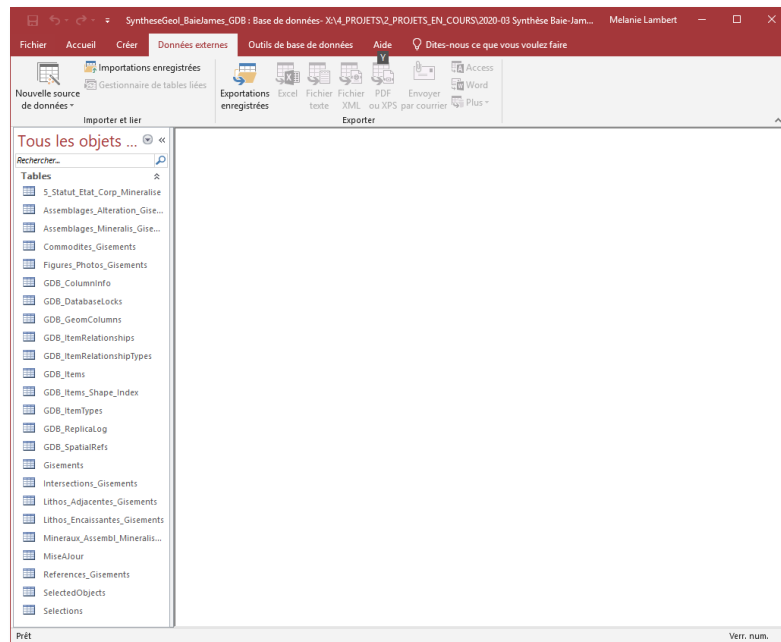 SyntheseGeol_BaieJames_GDB : Base de données- X:\4_PROJETS\2_PROJETS_EN_COURS\2020-03 Synthèse Baie-Jam... Melanie Lambert
Fichier Accueil Créer Données externes Outils de base de données Aide Dites-nous ce que vous voulez faire
Y
Nouvelle source de données
Importations enregistrées
Gestionnaire de tables liées
Importer et lier
Exportations enregistrées
Excel
Fichier texte
Fichier XML
PDF ou XPS
Envoyer par courrier
Access
Word
Plus
Exporter
Tous les objets ...
Rechercher...
Tables
5_Statut_Etat_Corp_Mineralise
Assemblages_Alteration_Gise...
Assemblages_Mineralis_Gise...
Commodites_Gisements
Figures_Photos_Gisements
GDB_ColumnInfo
GDB_DatabaseLocks
GDB_GeomColumns
GDB_ItemRelationships
GDB_ItemRelationshipTypes
GDB_Items
GDB_Items_Shape_Index
GDB_ItemTypes
GDB_ReplicaLog
GDB_SpatialRefs
Gisements
Intersections_Gisements
Lithos_Adjacentes_Gisements
Lithos_Encaissantes_Gisements
Mineraux_Assembl_Mineralis...
MiseAJour
References_Gisements
SelectedObjects
Selections
Prêt
Verr. num.